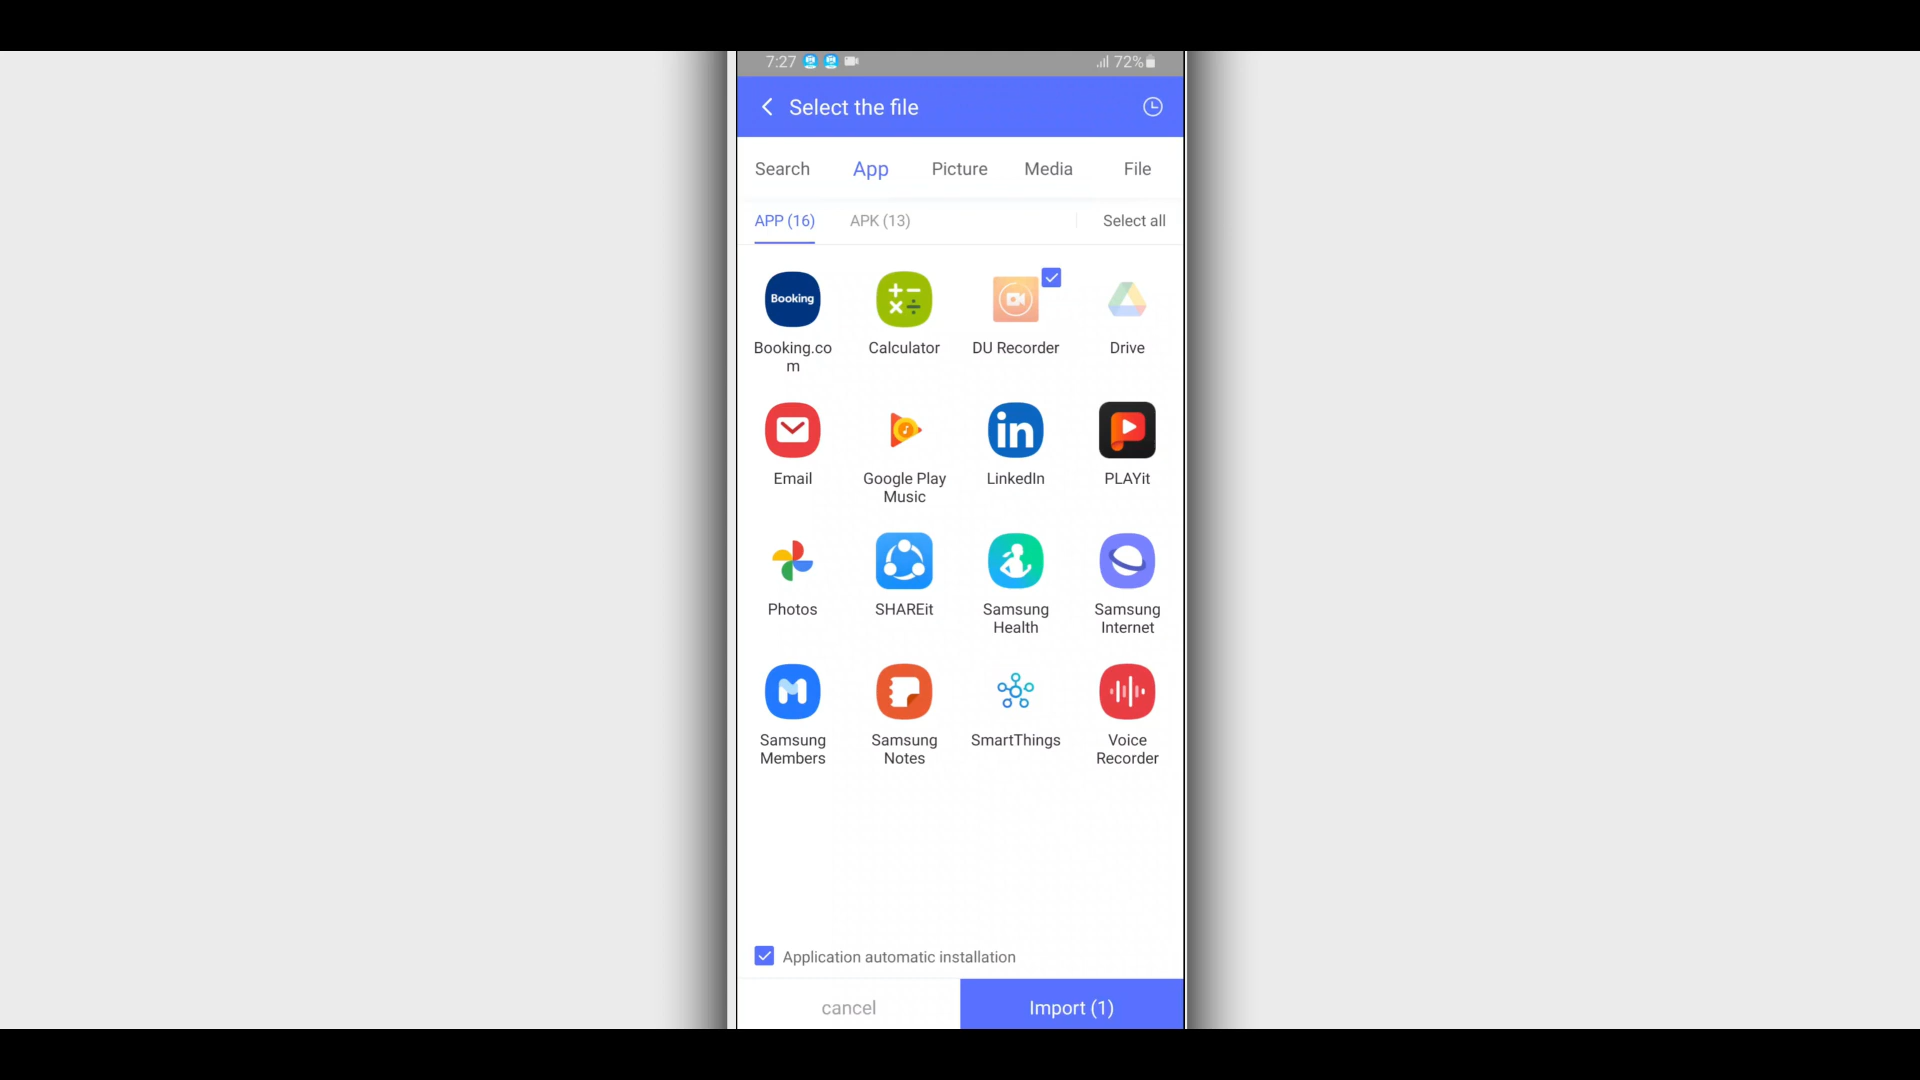 7:27 72%
Select the file
Search App Picture Media File
APP (16) APK (13) Select all
Booking
Booking.co
m
Calculator
DU Recorder
Drive
Email
Google Play
Music
in
LinkedIn
PLAYit
Photos
SHAREit
Samsung
Health
Samsung
Internet
Samsung
Members
Samsung
Notes
SmartThings
Voice
Recorder
Application automatic installation
cancel Import (1)